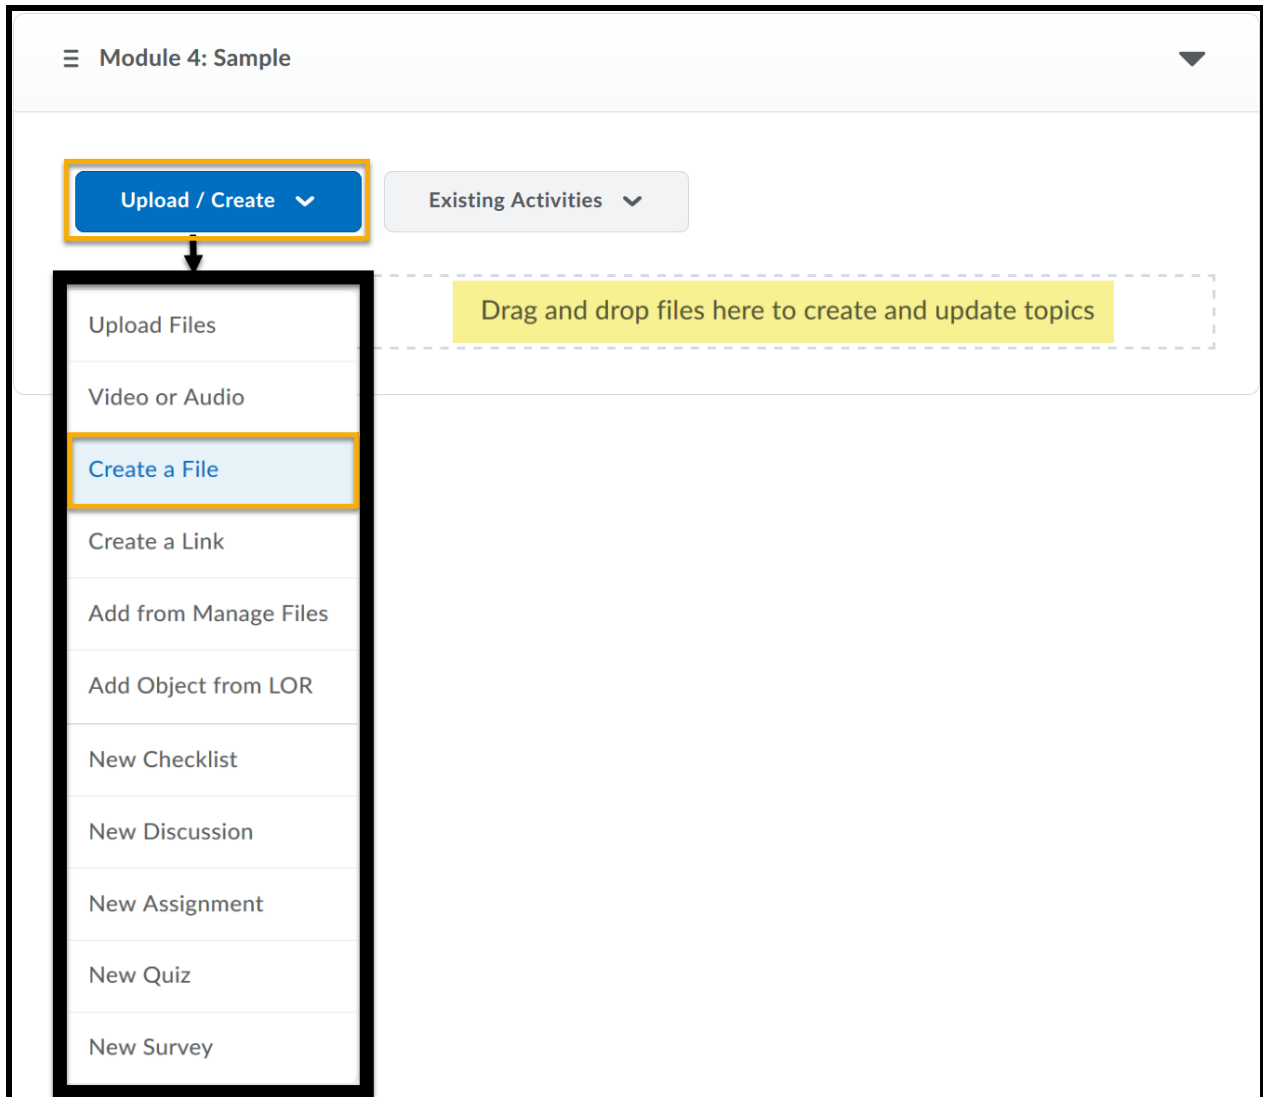 Module 4: Sample
Upload / Create
Existing Activities
Drag and drop files here to create and update topics
Upload Files
Video or Audio
Create a File
Create a Link
Add from Manage Files
Add Object from LOR
New Checklist
New Discussion
New Assignment
New Quiz
New Survey